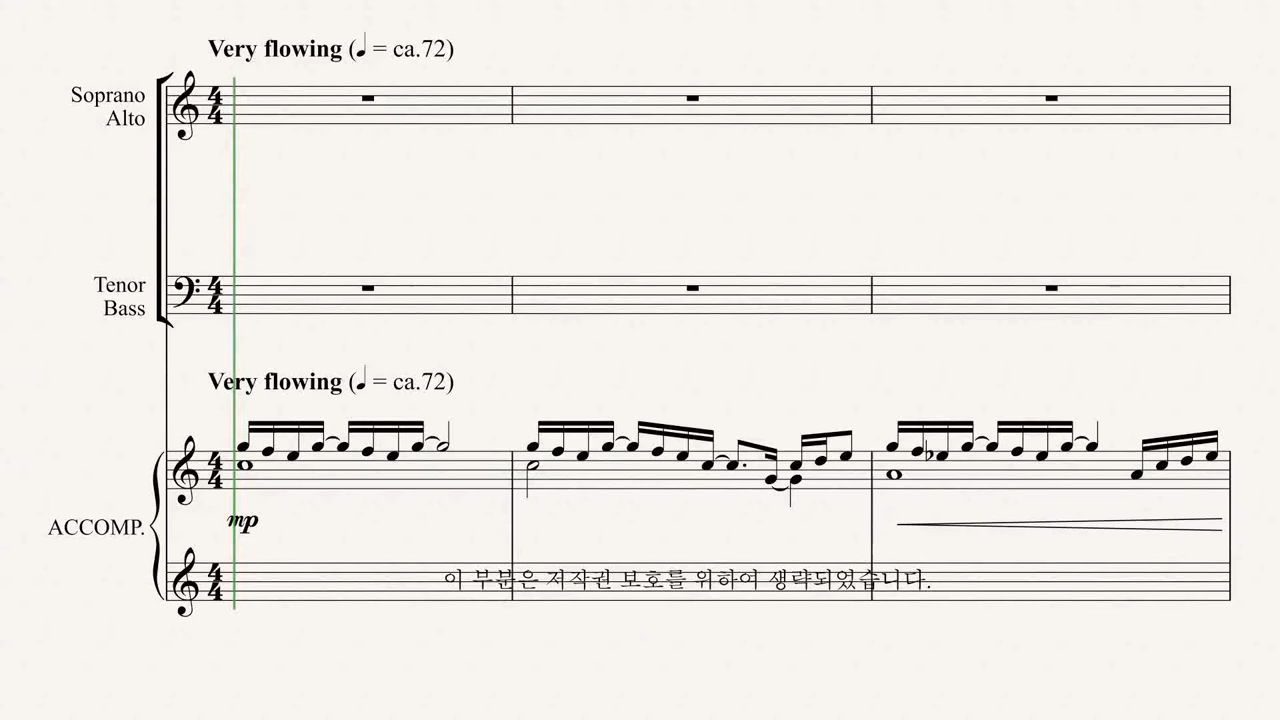 Very flowing (♩ = ca.72)
Soprano
Alto
Tenor
Bass
Very flowing (♩ = ca.72)
mp
ACCOMP.
이 부분은 저작권 보호를 위하여 생략되었습니다.